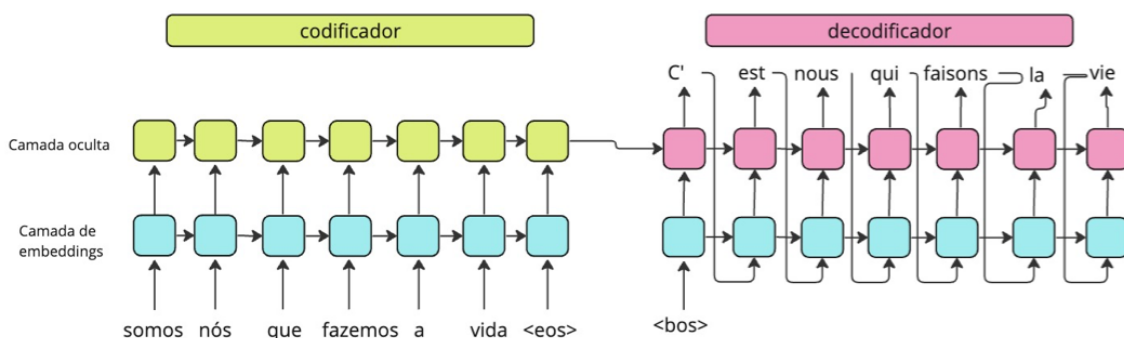 codificador
decodificador
C' est nous qui faisons la vie
Camada oculta
Camada de
embeddings
somos nós que fazemos a vida <eos>
<bos>